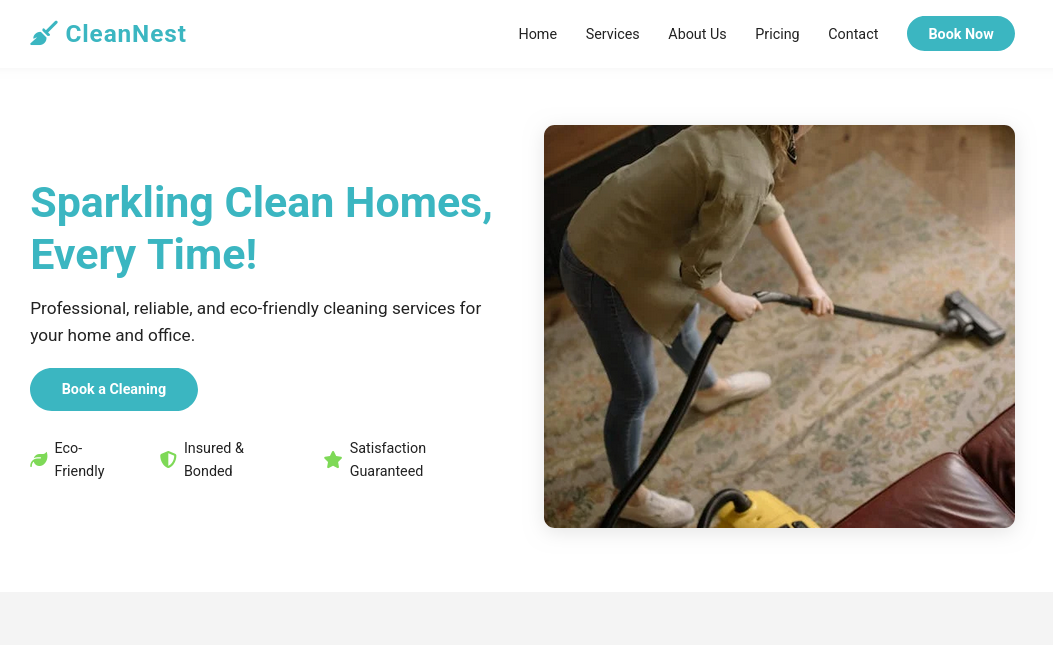 CleanNest
Home
Services
About Us
Pricing
Contact
Book Now
Sparkling Clean Homes,
Every Time!
Professional, reliable, and eco-friendly cleaning services for
your home and office.
Book a Cleaning
Eco-
Friendly
Insured &
Bonded
Satisfaction
Guaranteed